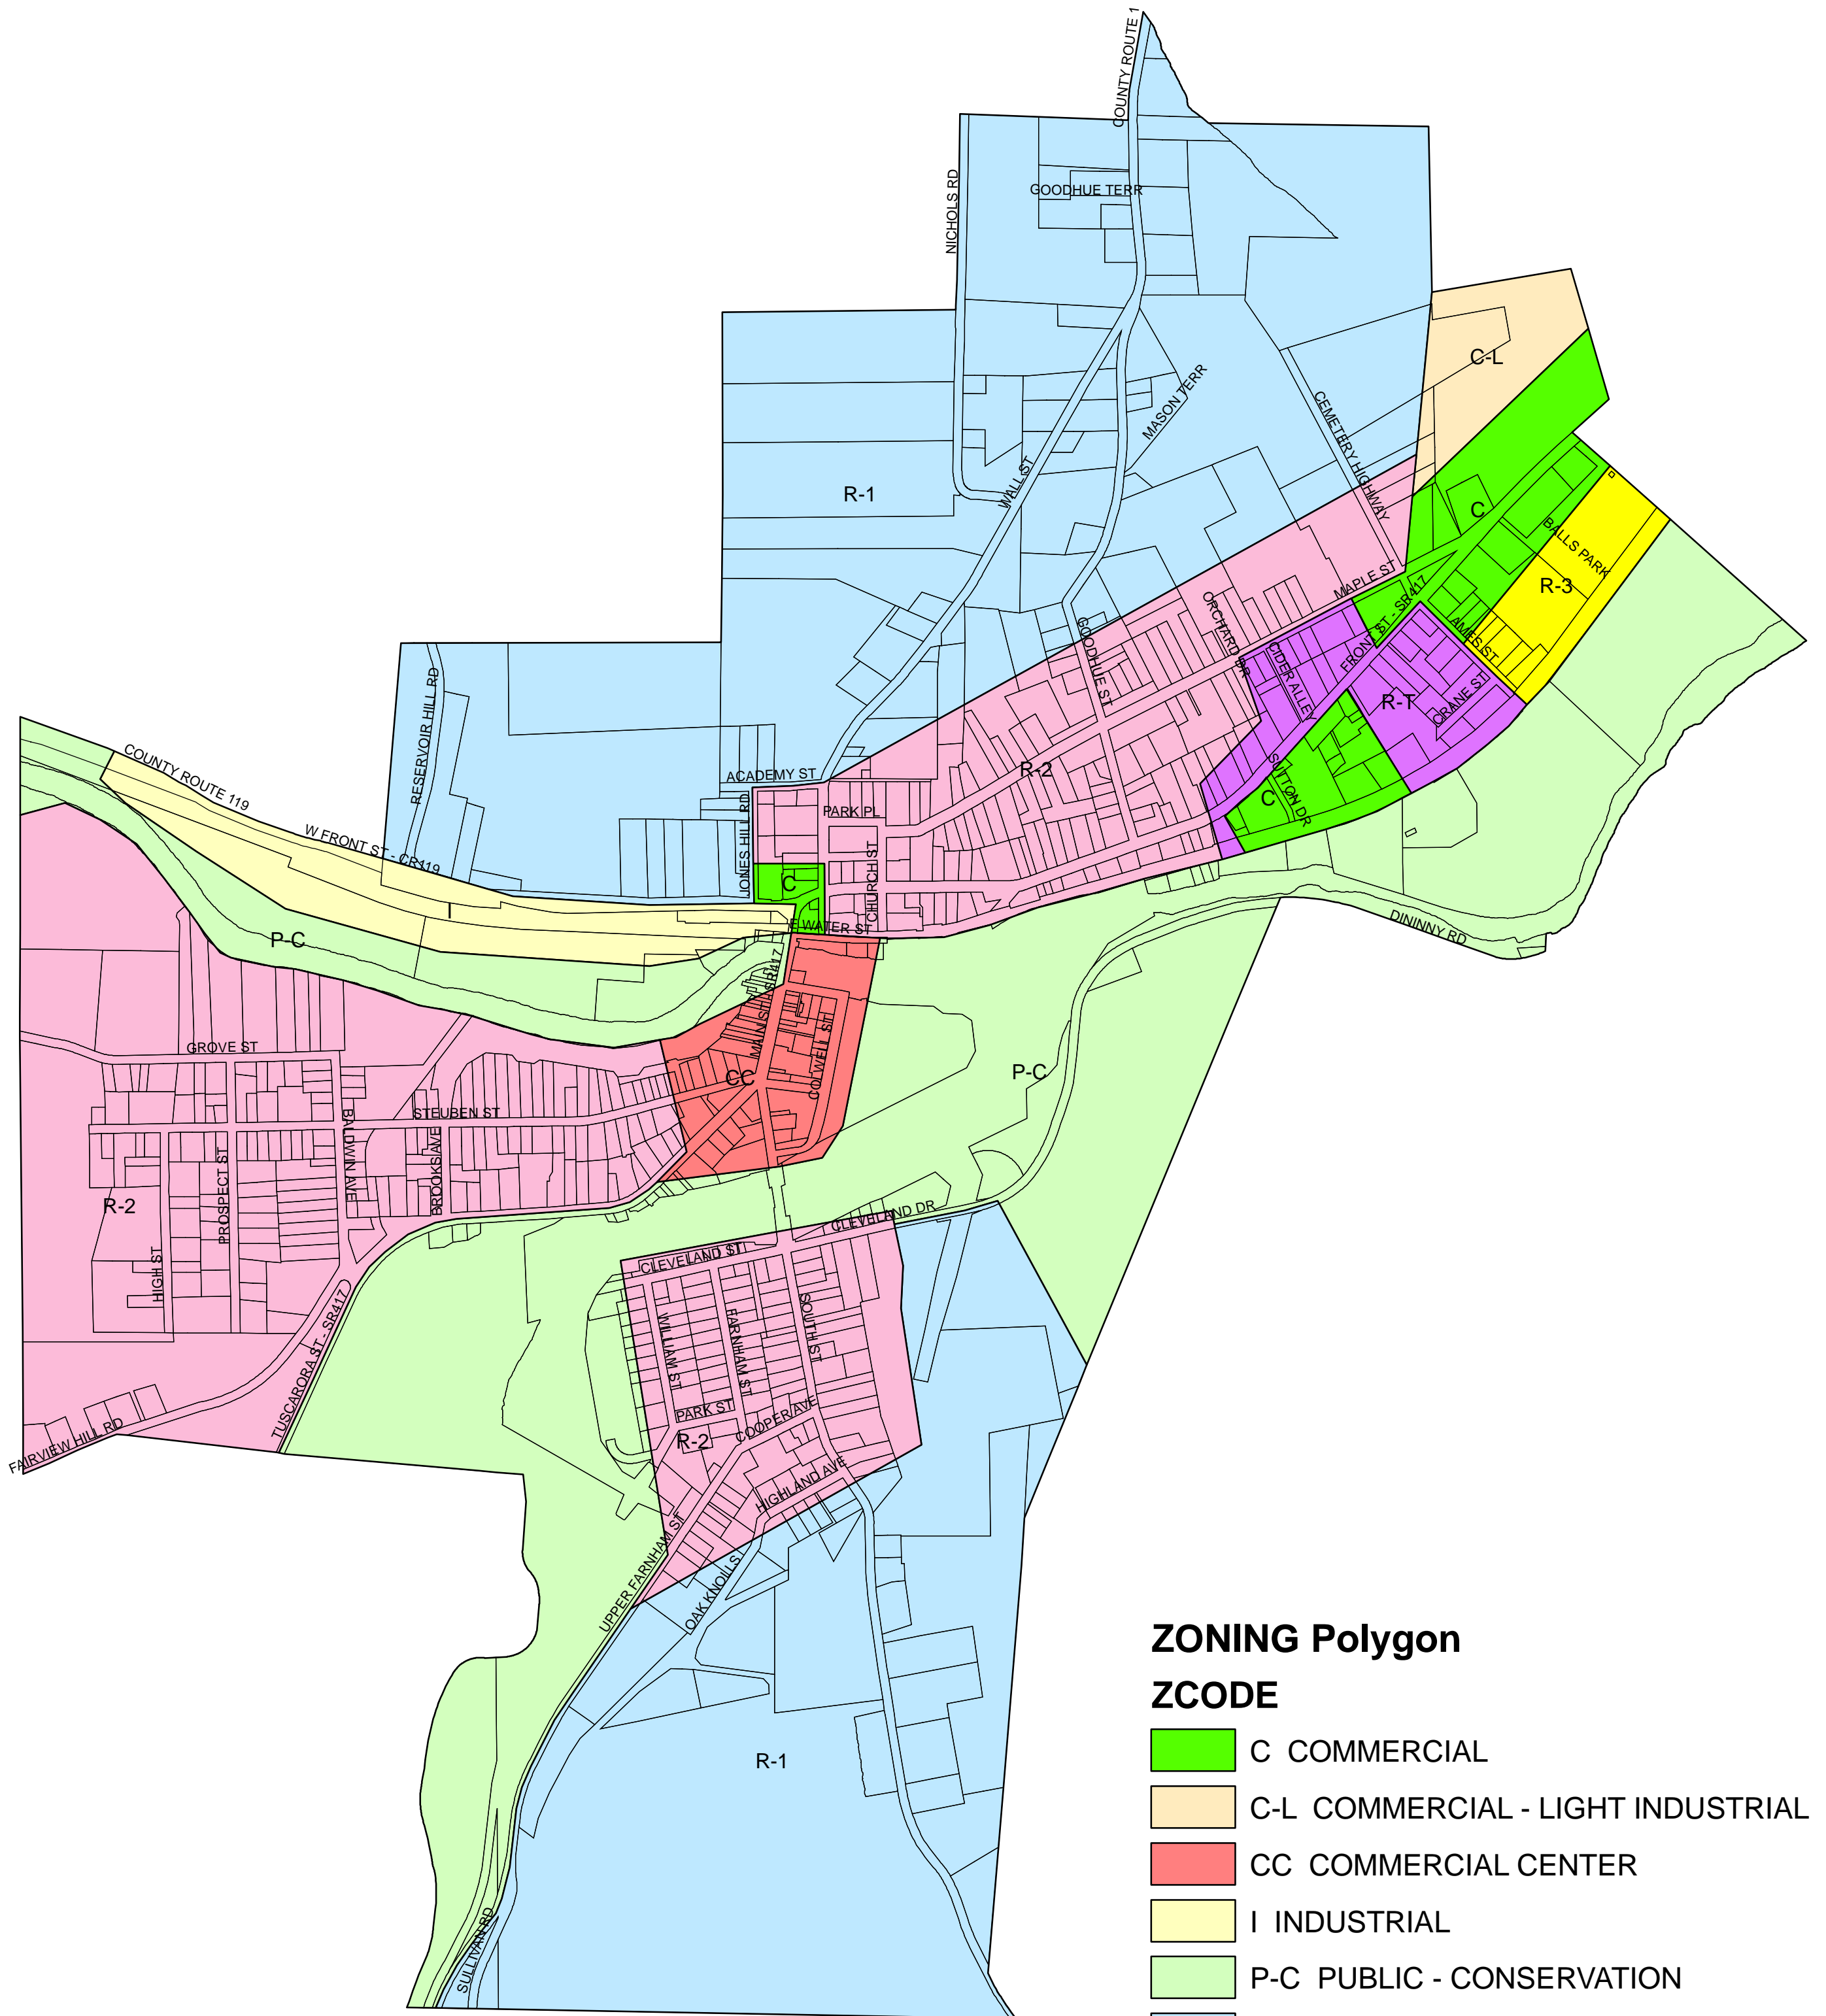 COUNTY ROUTE 1
NICHOLS RD
GOODHUE TERR
C-L
MASON TERR
CEMETERY HIGHWAY
WALL ST
R-1
C
BALLS PARK
R-3
MAPLE ST
FRONT ST - SR417
ORCHARD DR
AMES ST
GOODHUE ST
CIDER ALLEY
R-T
CRANE ST
RESERVOIR HILL RD
COUNTY ROUTE 119
ACADEMY ST
R-2
SUTTON DR
C
PARK PL
JONES HILL RD
W FRONT ST - CR119
CHURCH ST
C
I
E WATER ST
DININNY RD
P-C
MAIN ST - SR417
COLWELL ST
GROVE ST
CC
P-C
STEUBEN ST
BALDWIN AVE
BROOKS AVE
PROSPECT ST
R-2
CLEVELAND DR
CLEVELAND ST
HIGH ST
TUSCARORA ST - SR417
WILLIAM ST
FARNHAM ST
SOUTH ST
PARK ST
COOPER AVE
R-2
FAIRVIEW HILL RD
HIGHLAND AVE
UPPER FARNHAM ST
OAK KNOLLS
R-1
SULLIVAN RD
ZONING Polygon
ZCODE
C COMMERCIAL
C-L COMMERCIAL - LIGHT INDUSTRIAL
CC COMMERCIAL CENTER
I INDUSTRIAL
P-C PUBLIC - CONSERVATION